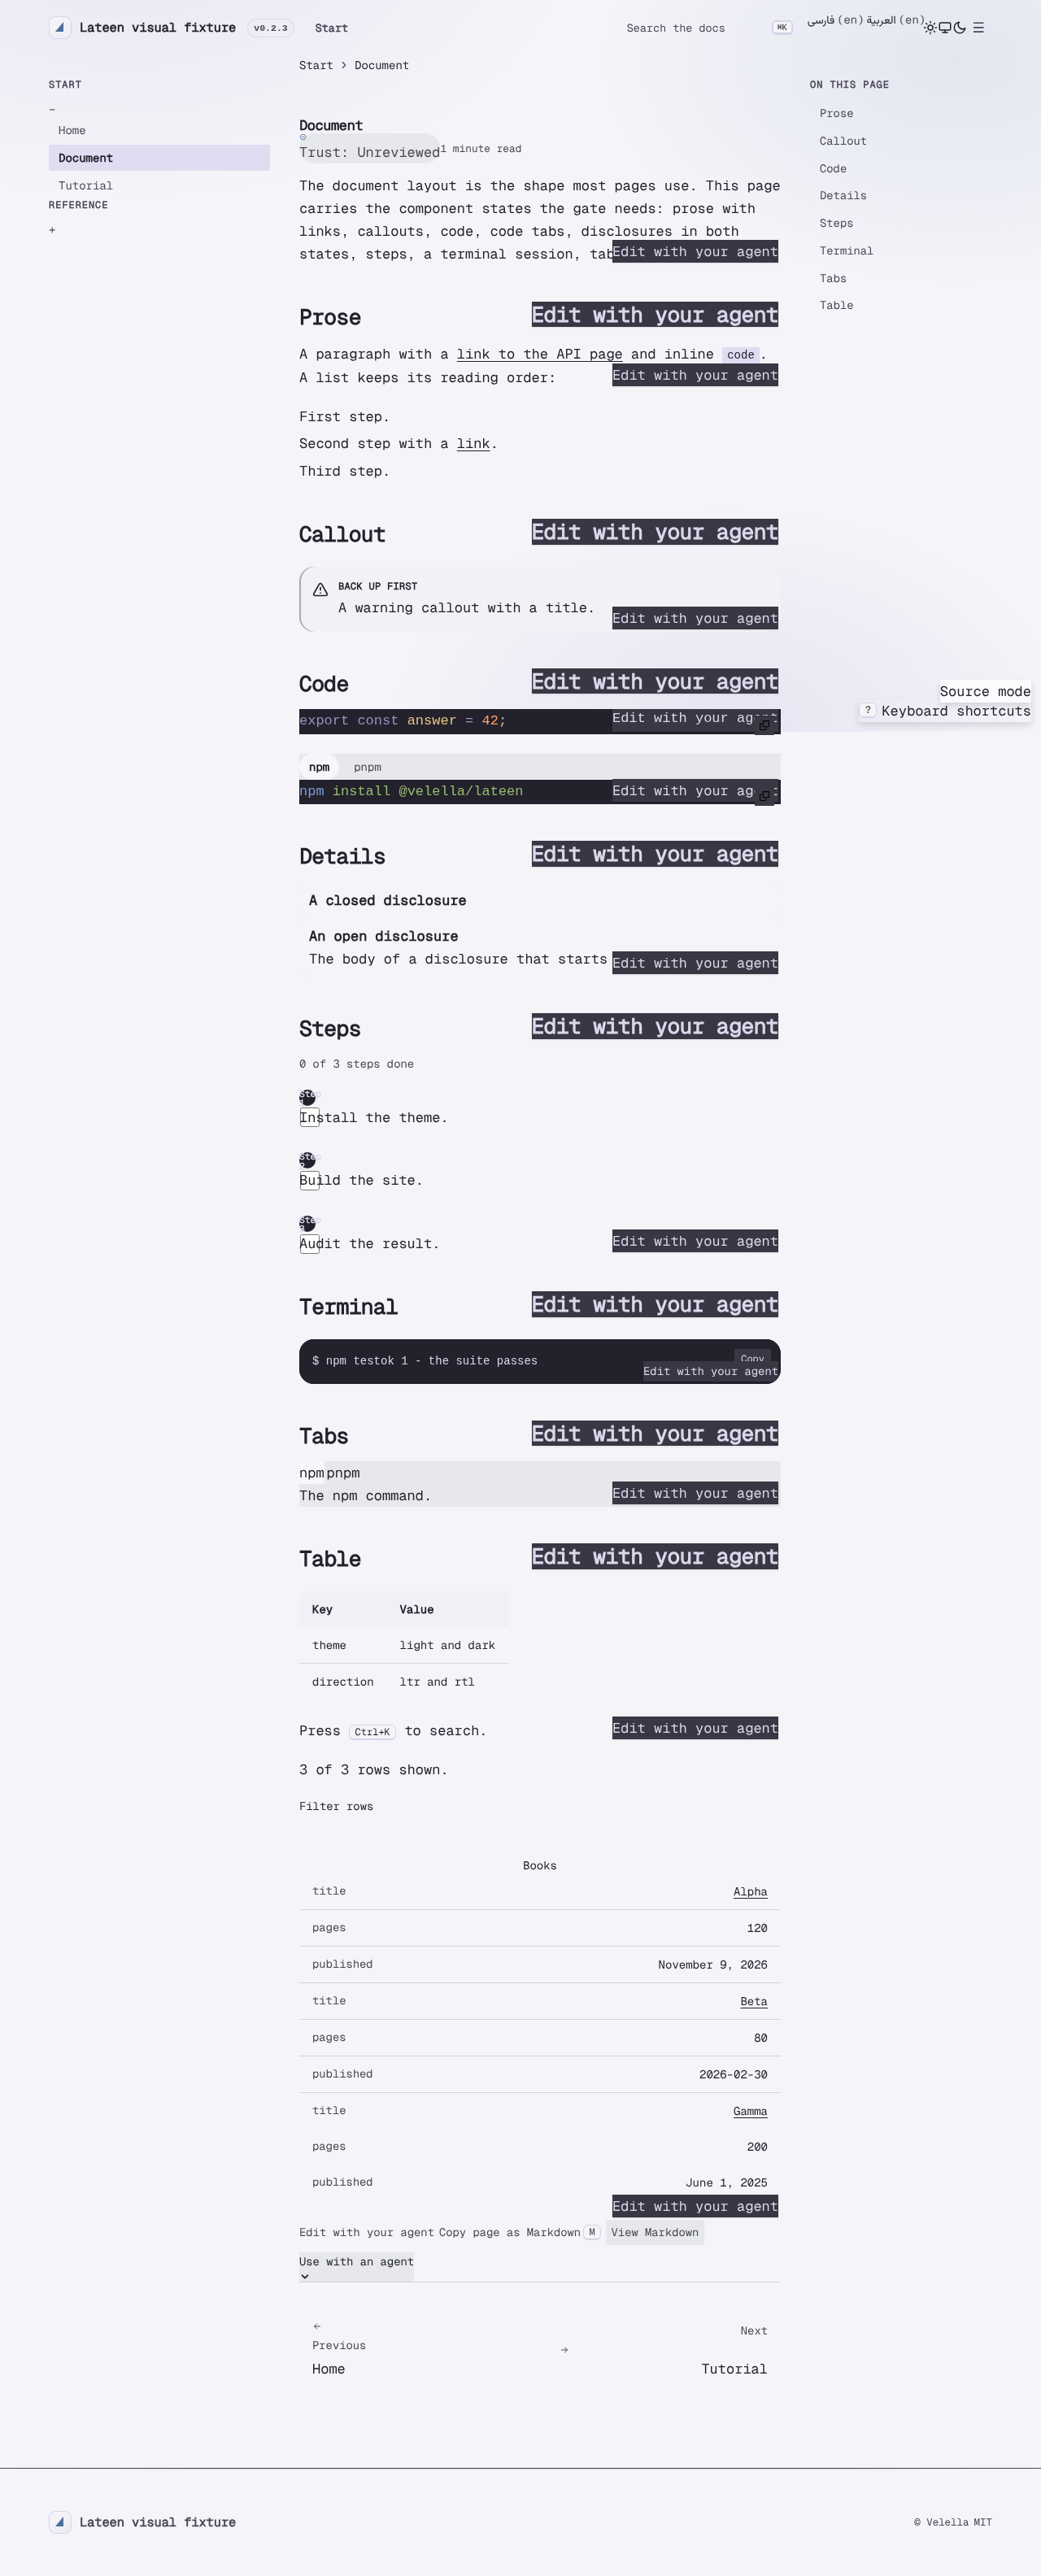 Lateen visual fixture v0.2.3 Start Search the docs ⌘K فارسی (en) العربية (en)
Start › Document
START
−
Home
Document
Tutorial
REFERENCE
+
ON THIS PAGE
Prose
Callout
Code
Details
Steps
Terminal
Tabs
Table
Document
Trust: Unreviewed 1 minute read
The document layout is the shape most pages use. This page
carries the component states the gate needs: prose with
links, callouts, code, code tabs, disclosures in both
states, steps, a terminal session,
Edit with your agent
Prose Edit with your agent
A paragraph with a link to the API page and inline code.
A list keeps its reading order: Edit with your agent
First step.
Second step with a link.
Third step.
Callout Edit with your agent
BACK UP FIRST
A warning callout with a title.
Edit with your agent
Code Edit with your agent
Source mode
? Keyboard shortcuts
export const answer = 42; Edit with your
npm pnpm
npm install @velella/lateen Edit with your
Details Edit with your agent
A closed disclosure
An open disclosure
The body of a disclosure that starts Edit with your agent
Steps Edit with your agent
0 of 3 steps done
Install the theme.
Build the site.
Audit the result. Edit with your agent
Terminal Edit with your agent
$ npm testok 1 - the suite passes Copy
Edit with your agent
Tabs Edit with your agent
npm pnpm
The npm command. Edit with your agent
Table Edit with your agent
Key Value
theme light and dark
direction ltr and rtl
Press Ctrl+K to search. Edit with your agent
3 of 3 rows shown.
Filter rows
Books
title Alpha
pages 120
published November 9, 2026
title Beta
pages 80
published 2026-02-30
title Gamma
pages 200
published June 1, 2025
Edit with your agent
Edit with your agent Copy page as Markdown M View Markdown
Use with an agent
←
Previous
Home
→
Next
Tutorial
Lateen visual fixture © Velella MIT